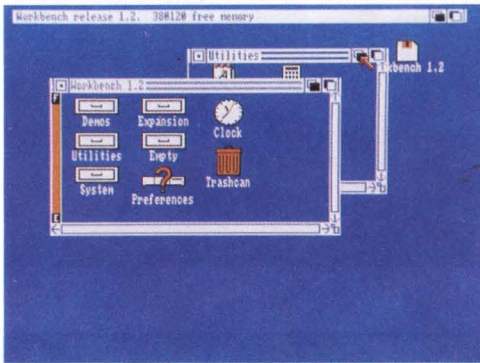 Workbench release 1.2. 380120 free memory
Utilities
kbench 1.2
Workbench 1.2
Demos
Expansion
Clock
Utilities
Empty
Trashcan
System
Preferences
F
E